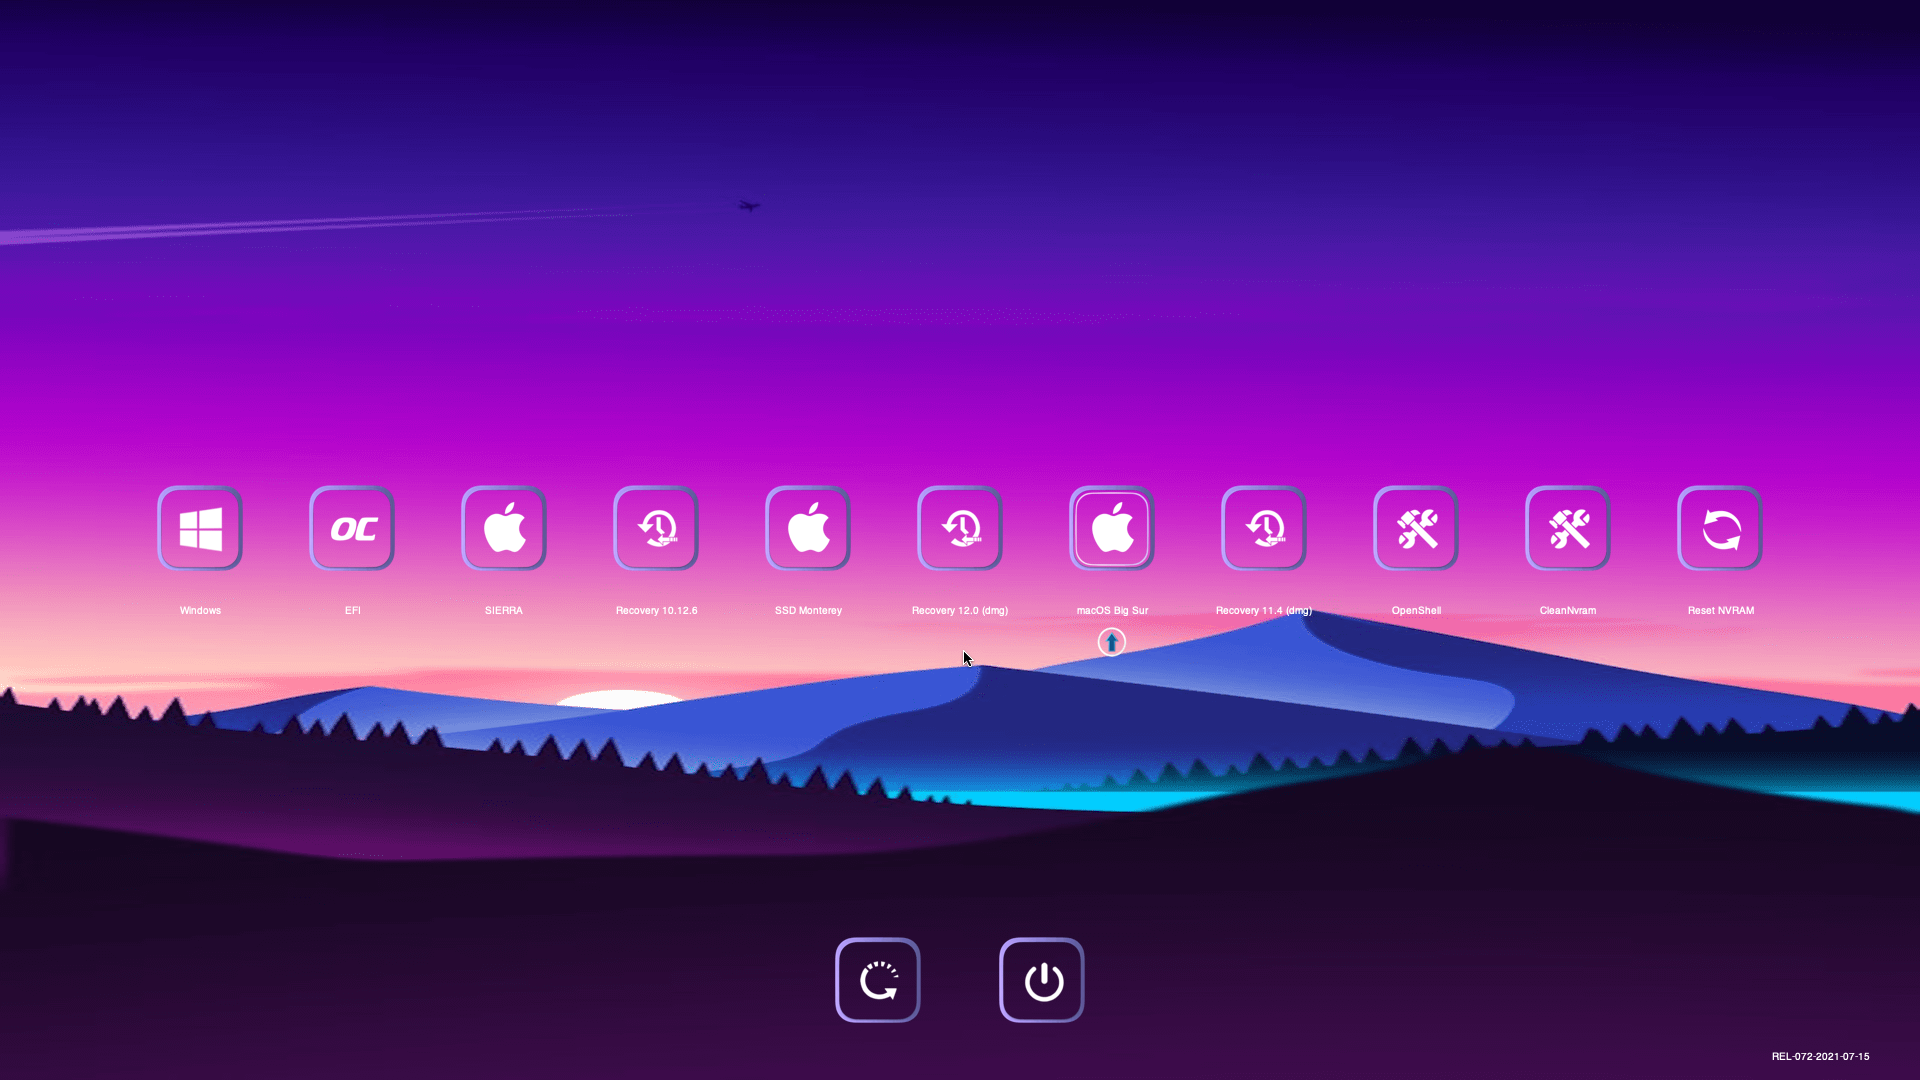 OC
Windows
EFI
SIERRA
Recovery 10.12.6
SSD Monterey
Recovery 12.0 (dmg)
macOS Big Sur
Recovery 11.4 (dmg)
OpenShell
CleanNvram
Reset NVRAM
REL-072-2021-07-15